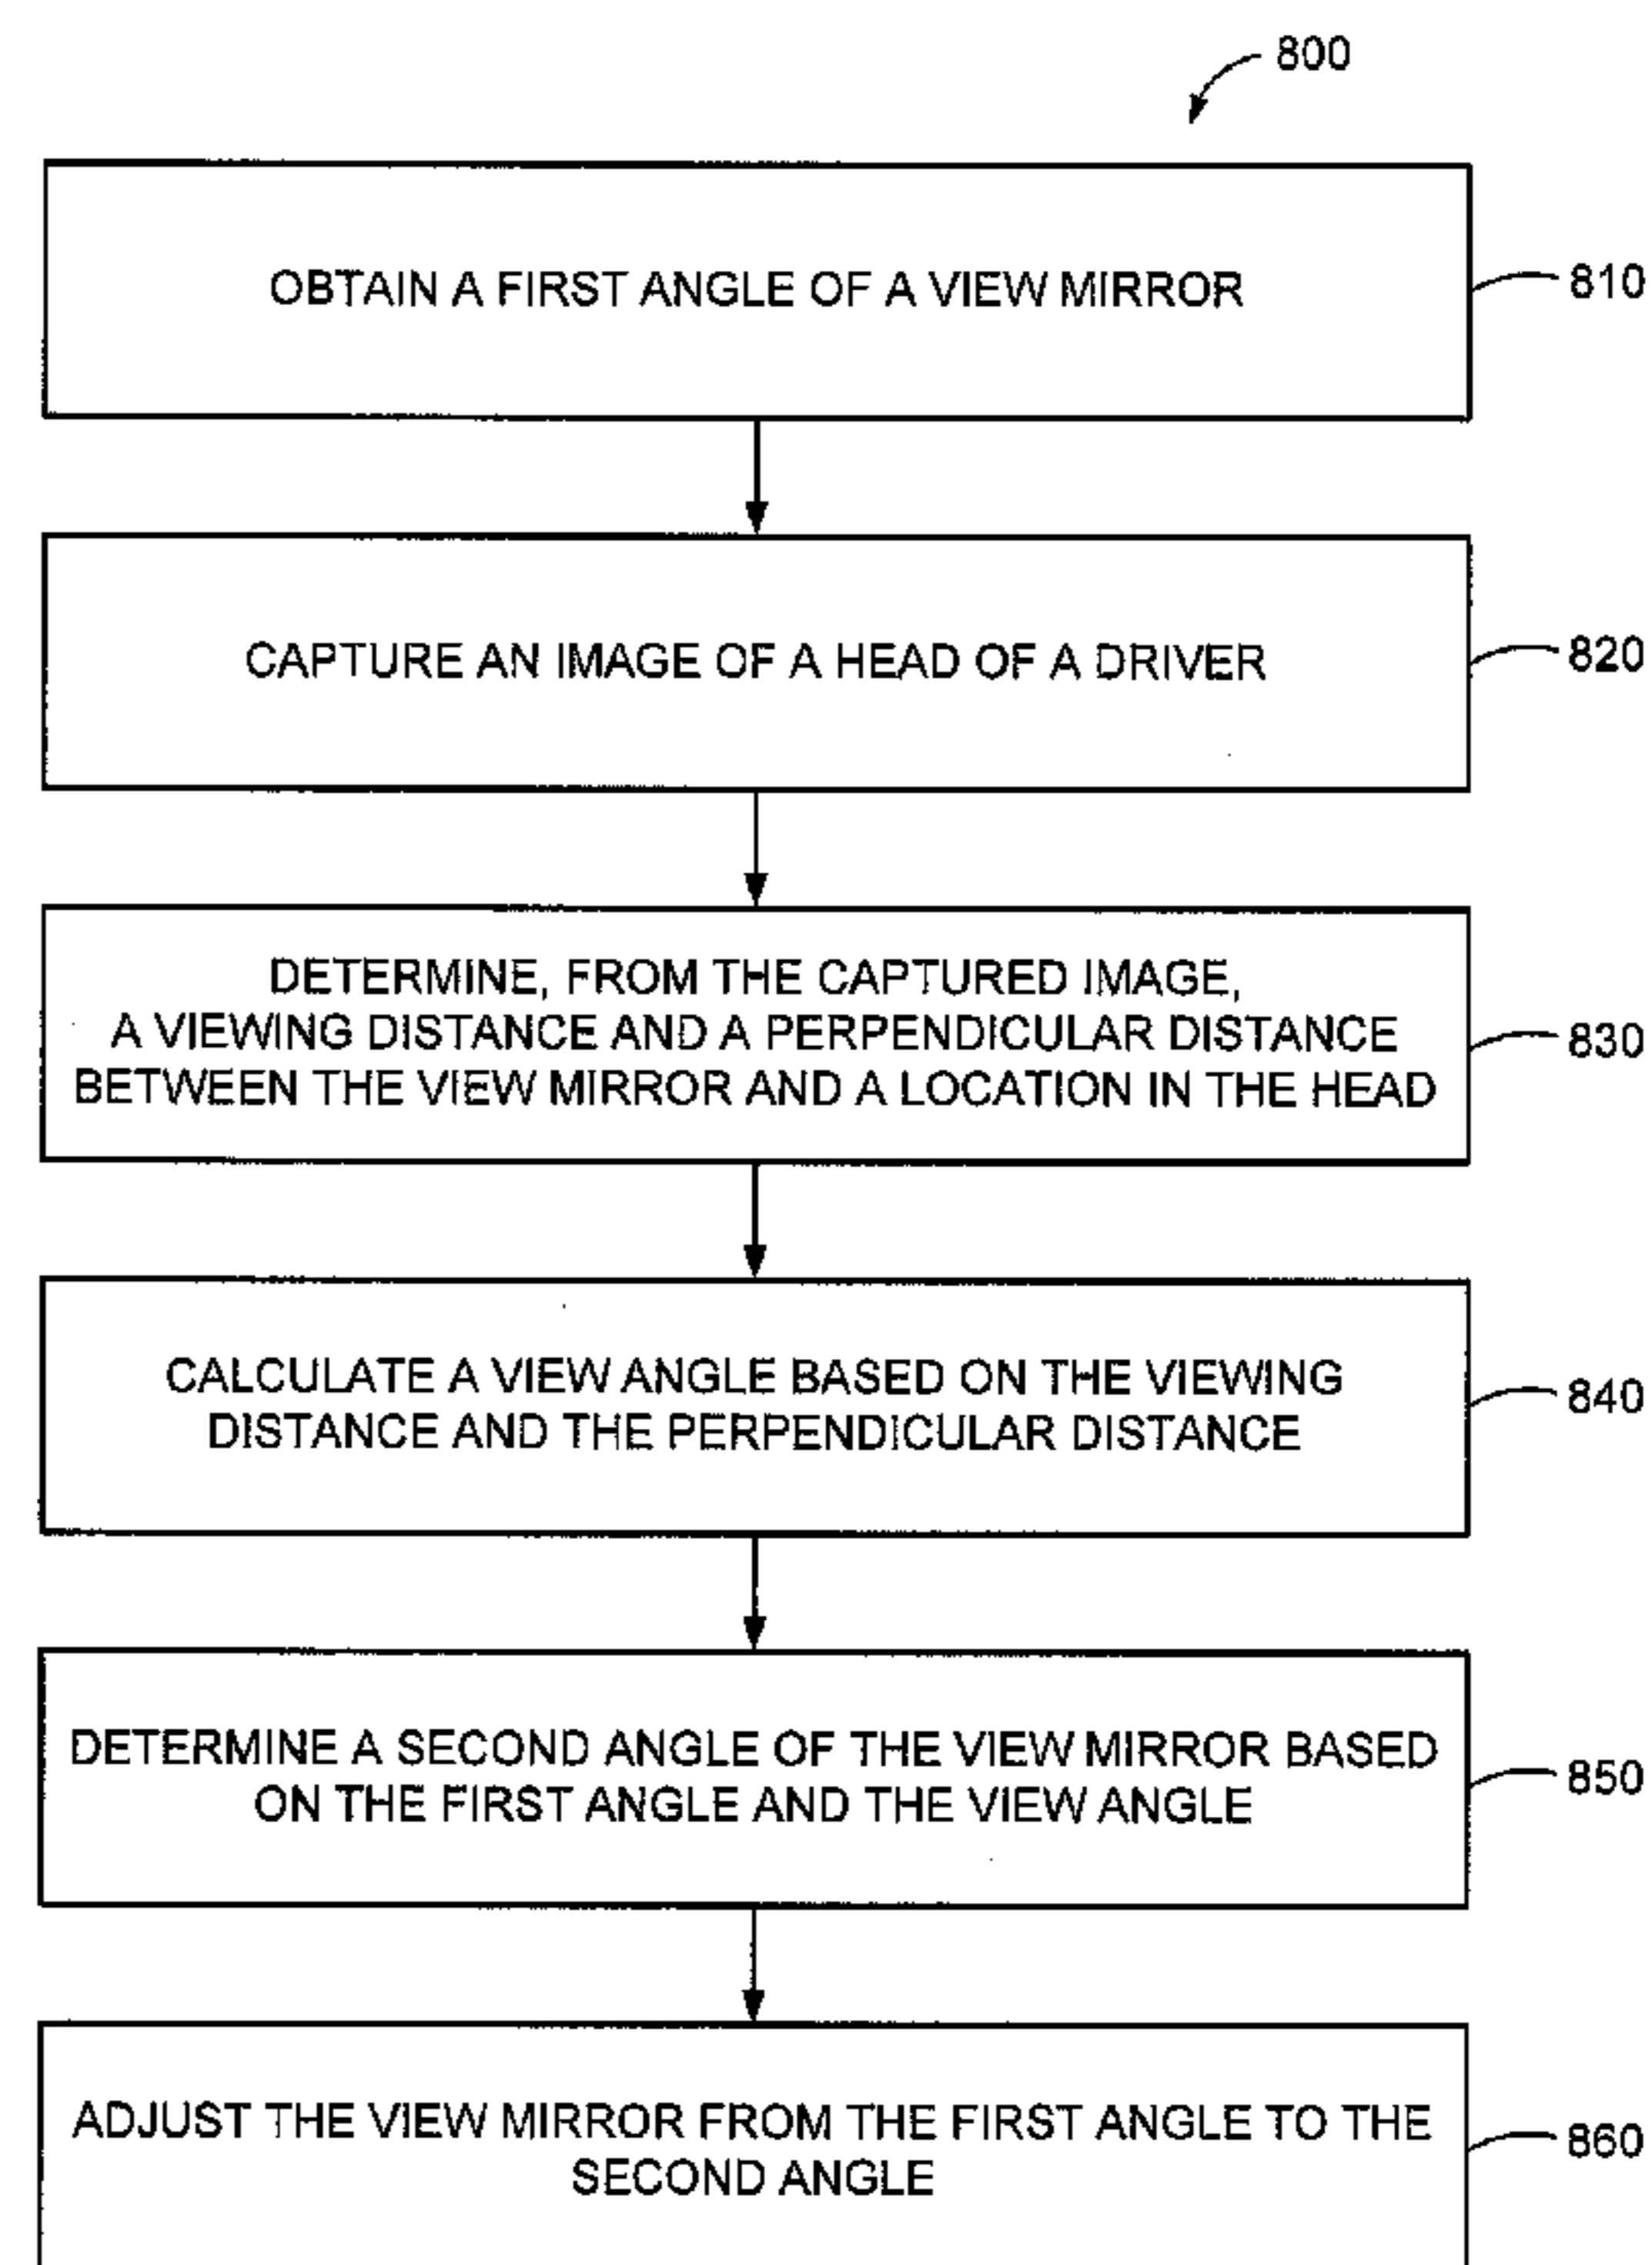 800
OBTAIN A FIRST ANGLE OF A VIEW MIRROR
810
CAPTURE AN IMAGE OF A HEAD OF A DRIVER
820
DETERMINE, FROM THE CAPTURED IMAGE,
A VIEWING DISTANCE AND A PERPENDICULAR DISTANCE
BETWEEN THE VIEW MIRROR AND A LOCATION IN THE HEAD
830
CALCULATE A VIEW ANGLE BASED ON THE VIEWING
DISTANCE AND THE PERPENDICULAR DISTANCE
840
DETERMINE A SECOND ANGLE OF THE VIEW MIRROR BASED
ON THE FIRST ANGLE AND THE VIEW ANGLE
850
ADJUST THE VIEW MIRROR FROM THE FIRST ANGLE TO THE
SECOND ANGLE
860